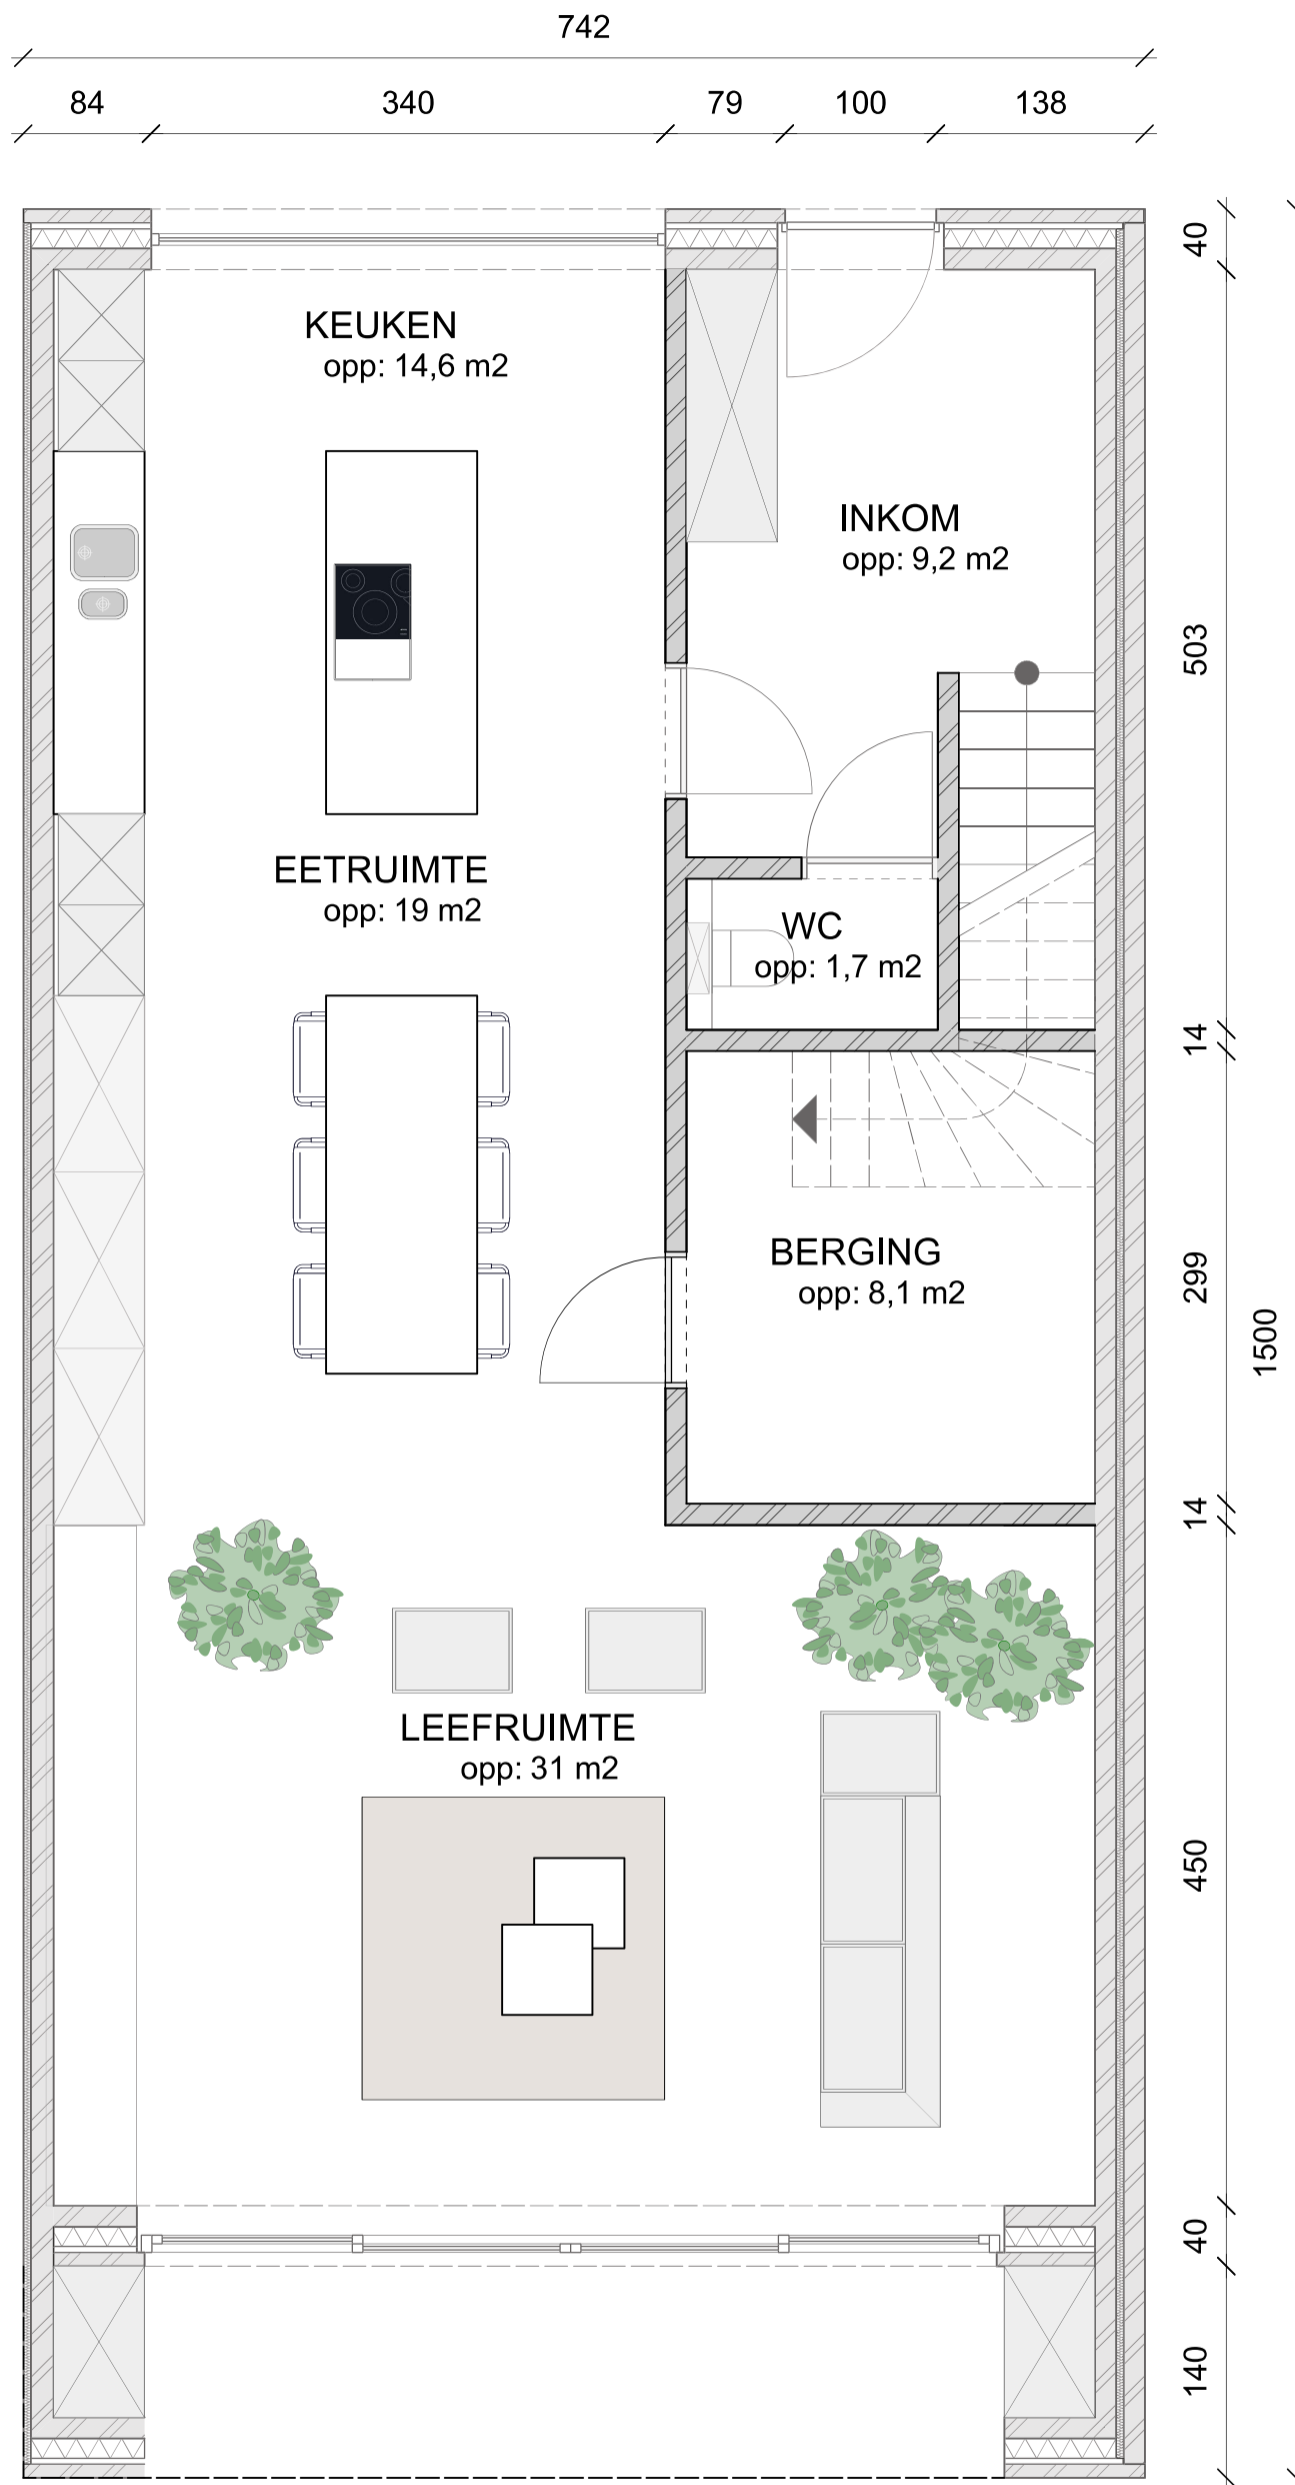 742
84 340 79 100 138
40
KEUKEN
opp: 14,6 m2
INKOM
opp: 9,2 m2
503
EETRUIMTE
opp: 19 m2
WC
opp: 1,7 m2
14
BERGING
opp: 8,1 m2
299
1500
14
LEEFRUIMTE
opp: 31 m2
450
40
140